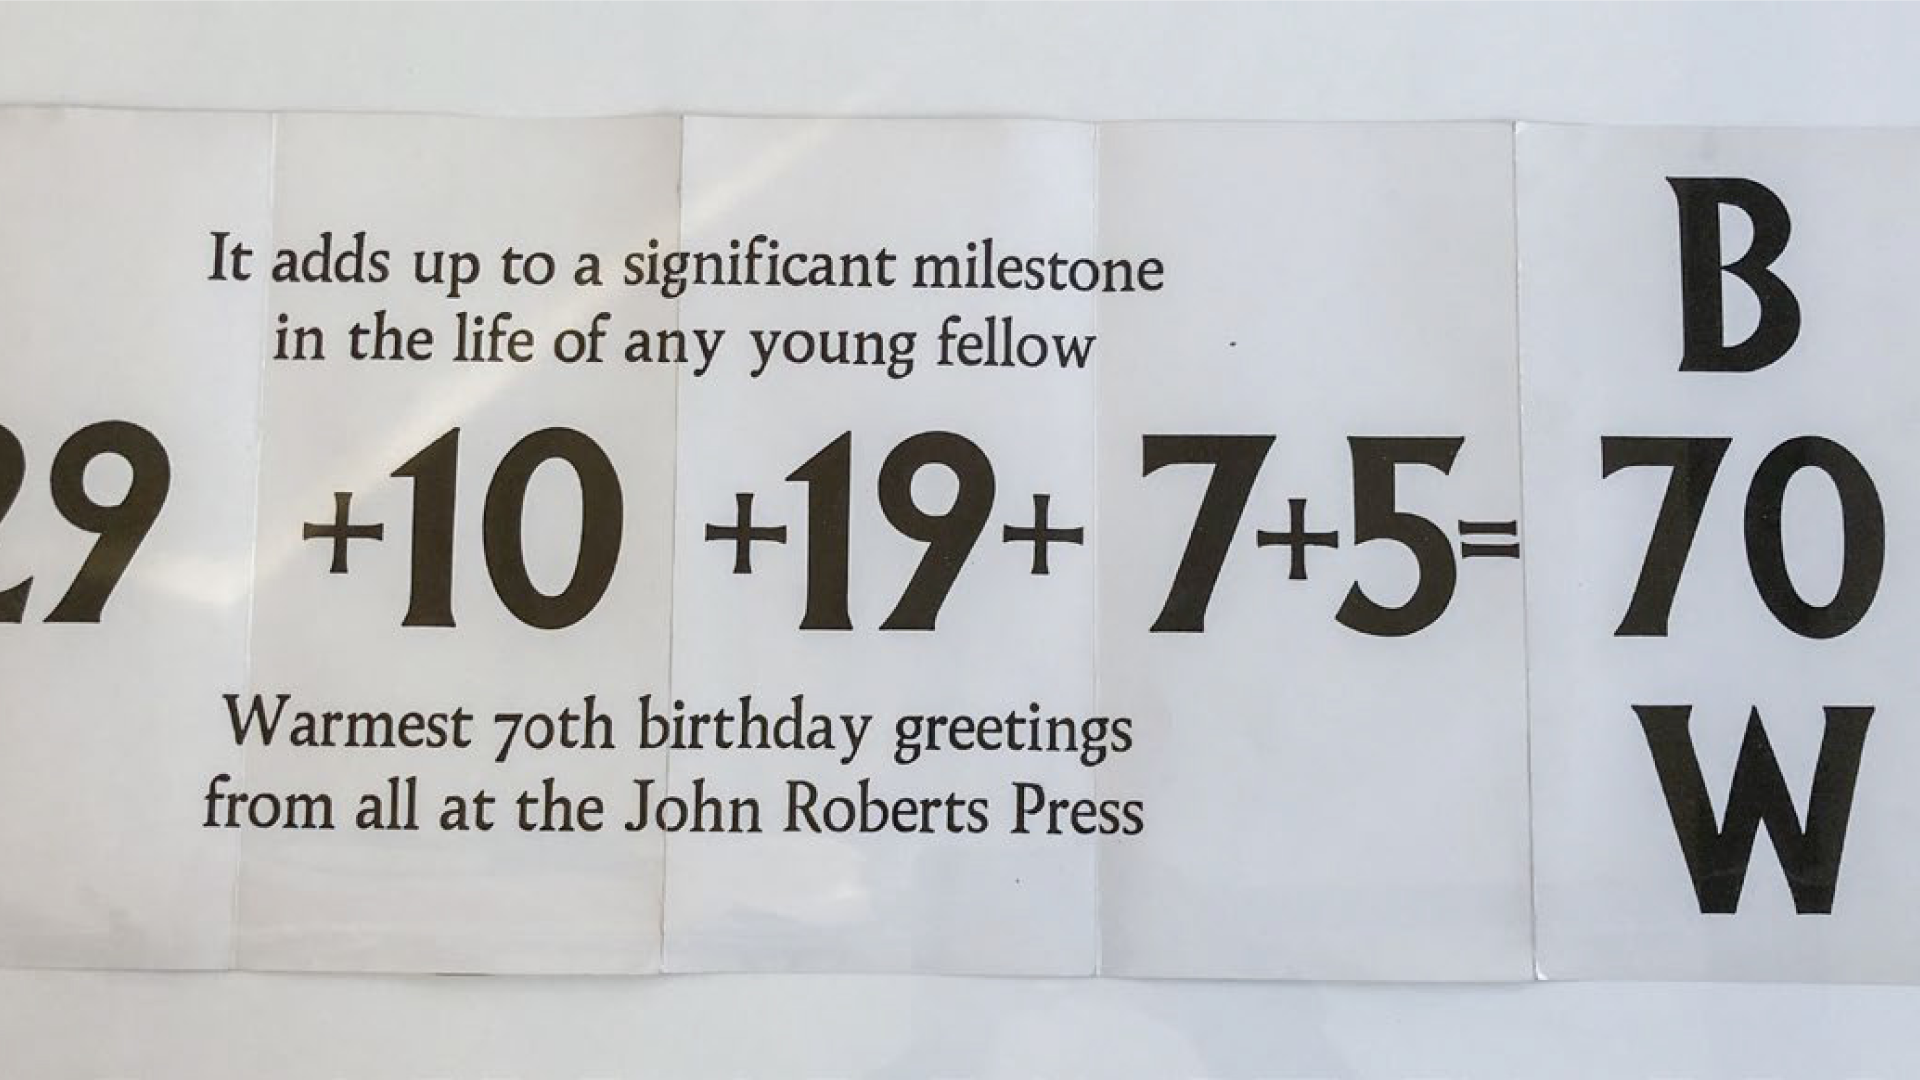 It adds up to a significant milestone
in the life of any young fellow
29 +10 +19+ 7+5= 70
Warmest 70th birthday greetings
from all at the John Roberts Press
B
W